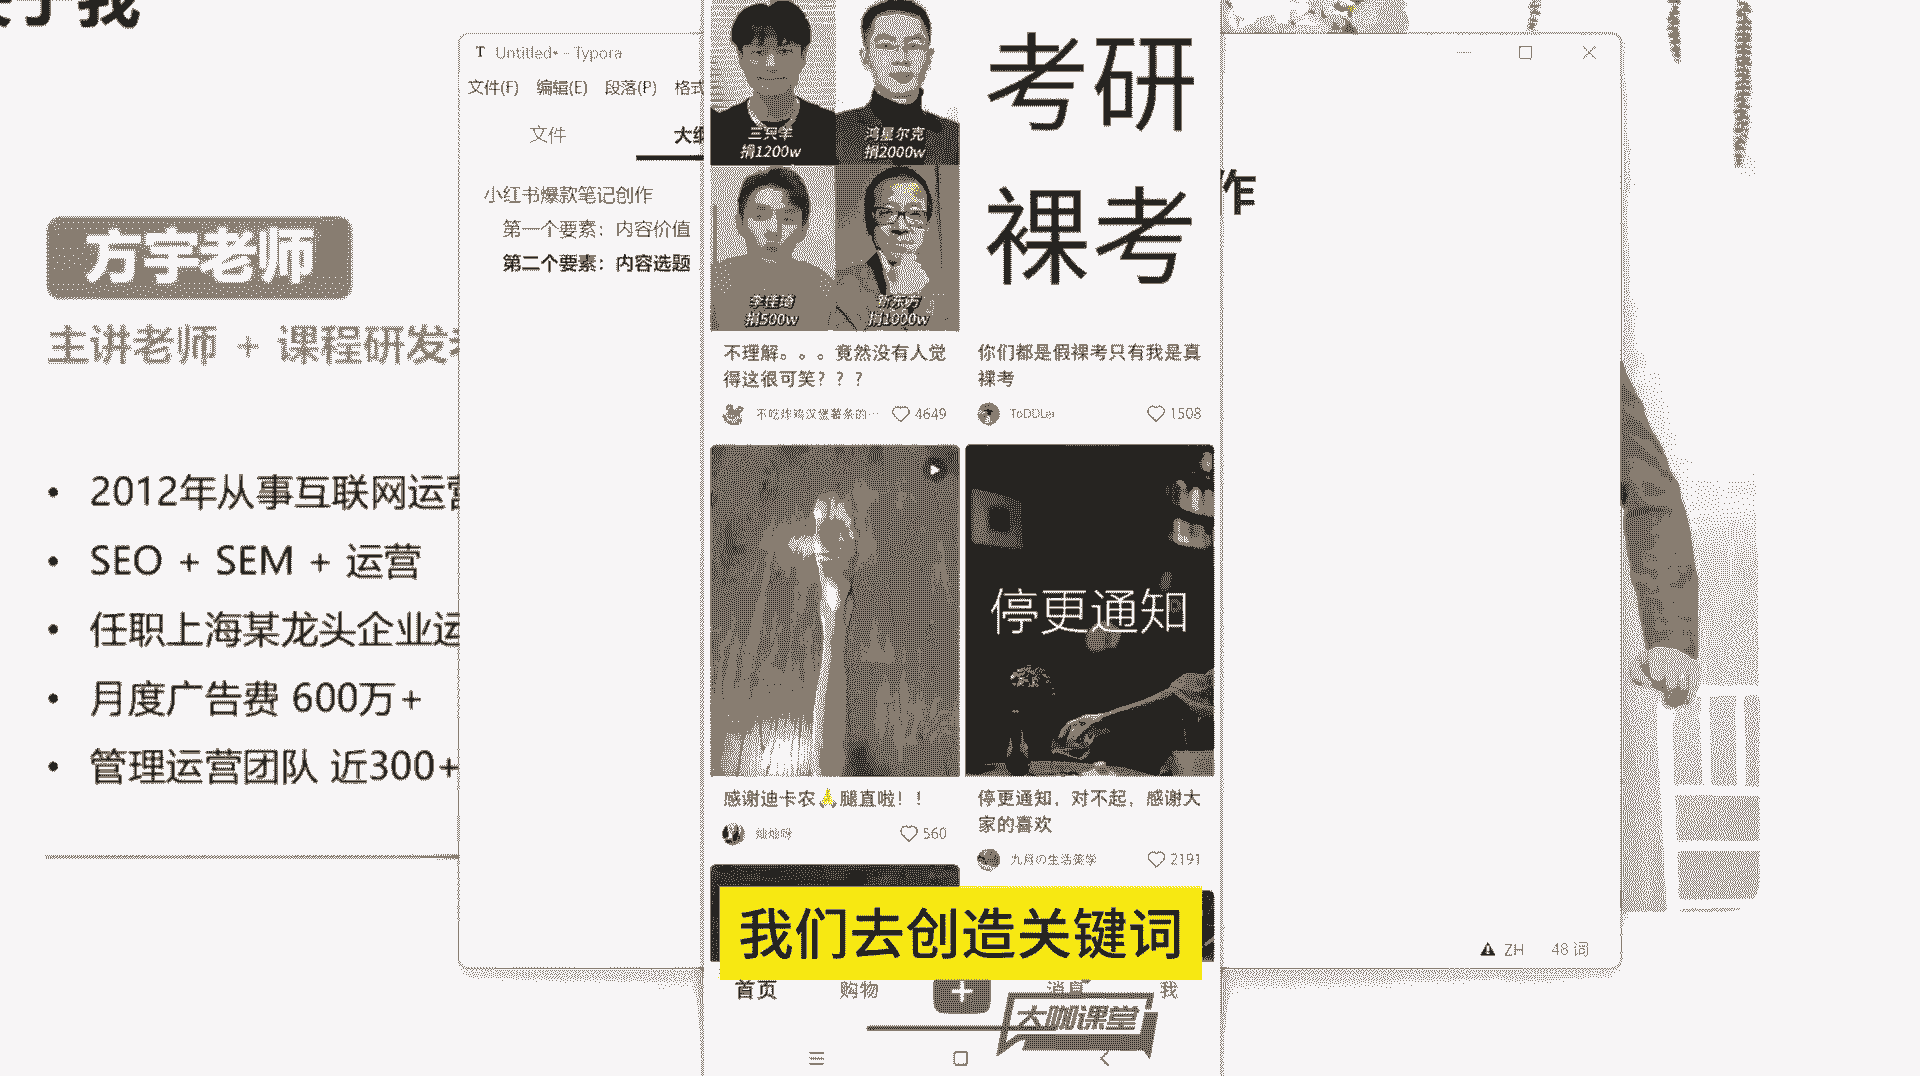 关于我
方宇老师
主讲老师 + 课程研发
2012年从事互联网运营
SEO + SEM + 运营
任职上海某龙头企业运
月度广告费 600万+
管理运营团队 近300+
T Untitled• - Typora
文件(F) 编辑(E) 段落(P) 格式
文件 大纲
小红书爆款笔记创作
第一个要素：内容价值
第二个要素：内容选题
作
三只羊
捐1200w
鸿星尔克
捐2000w
李佳琦
捐500w
新东方
捐1000w
不理解。。。竟然没有人觉
得这很可笑？？？
不吃炸鸡汉堡薯条的…
4649
考研
裸考
你们都是假裸考只有我是真
裸考
ToDDLer
1508
感谢迪卡农🙏腿直啦！！
560
停更通知
停更通知，对不起，感谢大
家的喜欢
九月の生活美学
2191
我们去创造关键词
首页 购物 + 消息 我
大咖课堂
ZH 48 词